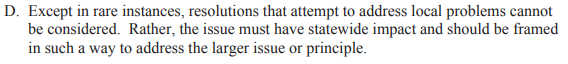 D. Except in rare instances, resolutions that attempt to address local problems cannot
be considered. Rather, the issue must have statewide impact and should be framed
in such a way to address the larger issue or principle.